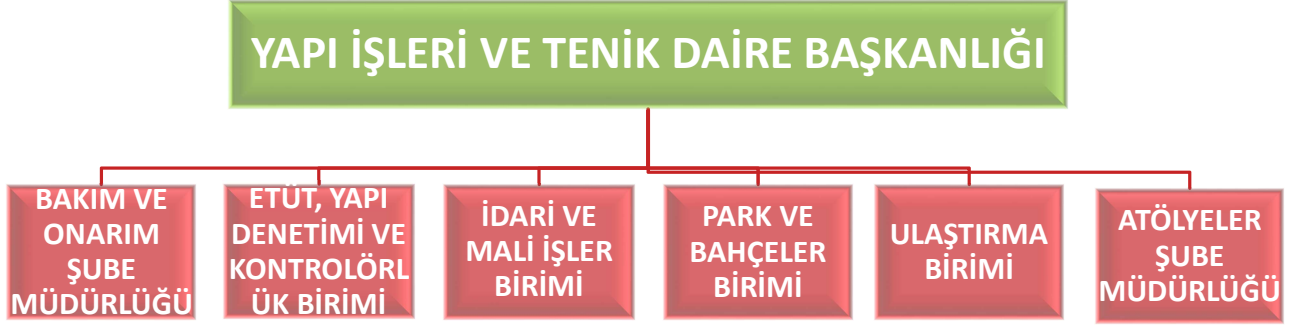 YAPI İŞLERİ VE TENİK DAİRE BAŞKANLIĞI
BAKIM VE
ONARIM
ŞUBE
MÜDÜRLÜĞÜ
ETÜT, YAPI
DENETİMİ VE
KONTROLÖRL
ÜK BİRİMİ
İDARİ VE
MALİ İŞLER
BİRİMİ
PARK VE
BAHÇELER
BİRİMİ
ULAŞTIRMA
BİRİMİ
ATÖLYELER
ŞUBE
MÜDÜRLÜĞÜ